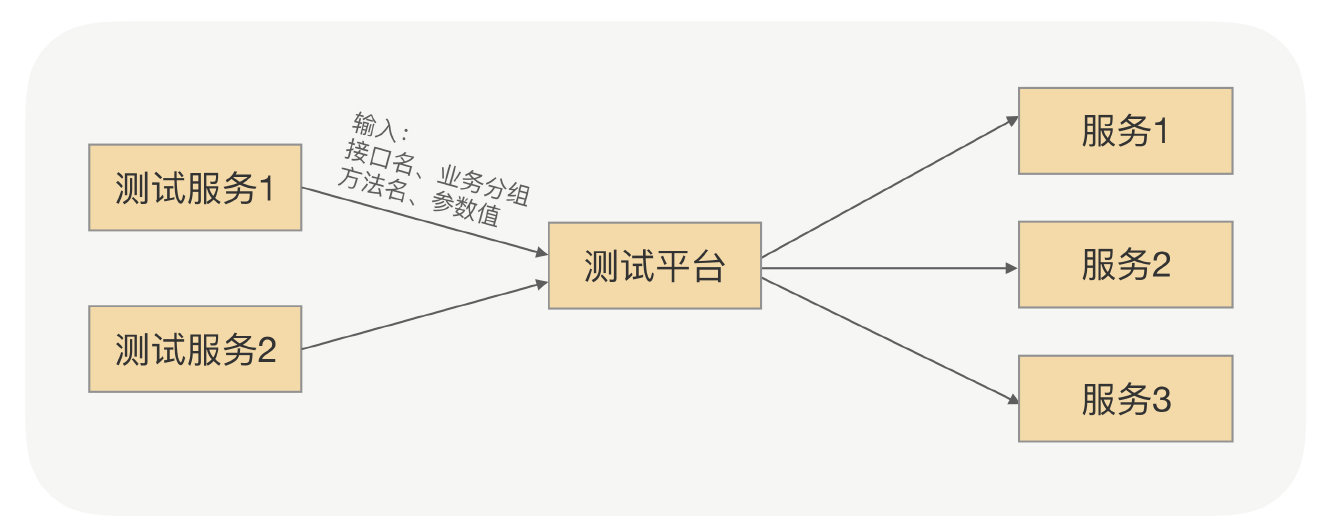 输入：
接口名、业务分组
方法名、参数值
测试服务1
测试服务2
测试平台
服务1
服务2
服务3